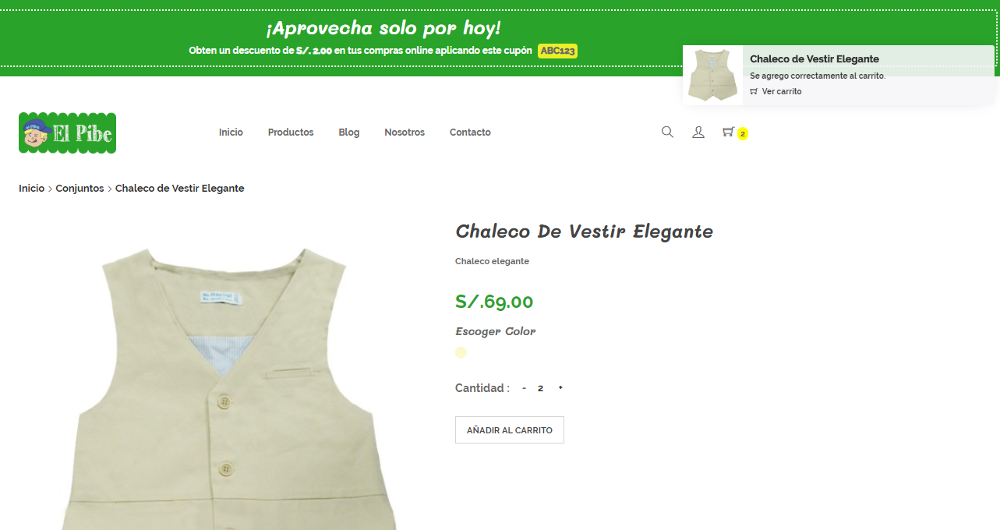 ¡Aprovecha solo por hoy!
Obten un descuento de S/. 2.00 en tus compras online aplicando este cupón ABC123
Chaleco de Vestir Elegante
Se agrego correctamente al carrito.
Ver carrito
El Pibe
Inicio Productos Blog Nosotros Contacto
2
Inicio > Conjuntos > Chaleco de Vestir Elegante
Chaleco De Vestir Elegante
Chaleco elegante
S/.69.00
Escoger Color
Cantidad : - 2 +
AÑADIR AL CARRITO